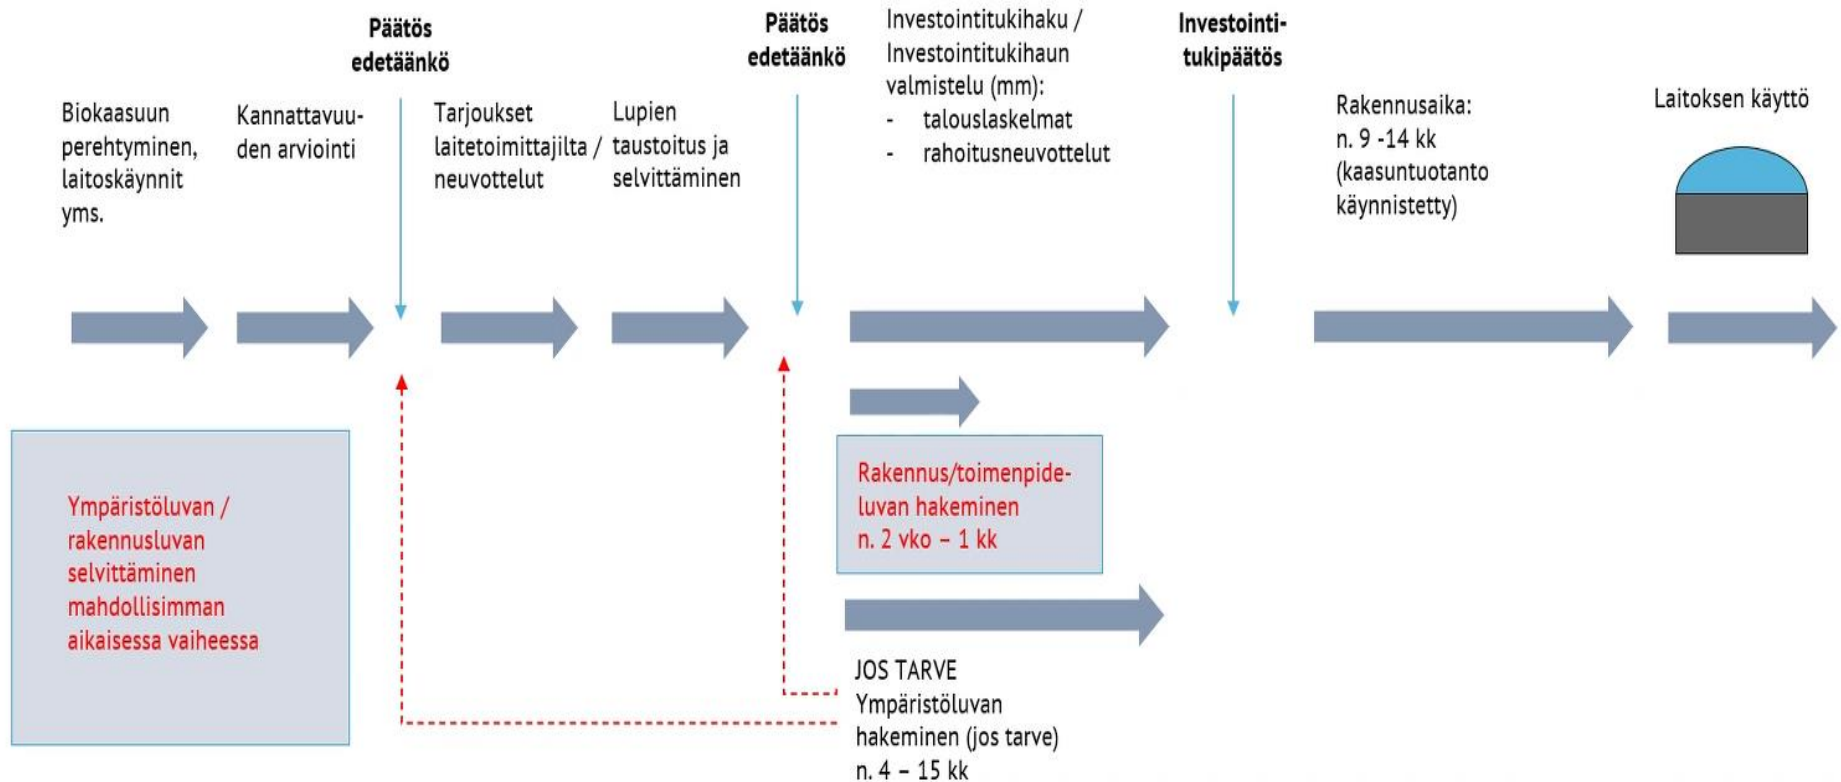 Päätös
edetäänkö
Päätös
edetäänkö
Investointitukihaku /
Investointitukihaun
valmistelu (mm):
- talouslaskelmat
- rahoitusneuvottelut
Investointi-
tukipäätös
Biokaasuun
perehtyminen,
laitoskäynnit
yms.
Kannattavuu-
den arviointi
Tarjoukset
laitetoimittajilta /
neuvottelut
Lupien
taustoitus ja
selvittäminen
Rakennusaika:
n. 9 -14 kk
(kaasuntuotanto
käynnistetty)
Laitoksen käyttö
Ympäristöluvan /
rakennusluvan
selvittäminen
mahdollisimman
aikaisessa vaiheessa
Rakennus/toimenpide-
luvan hakeminen
n. 2 vko – 1 kk
JOS TARVE
Ympäristöluvan
hakeminen (jos tarve)
n. 4 – 15 kk